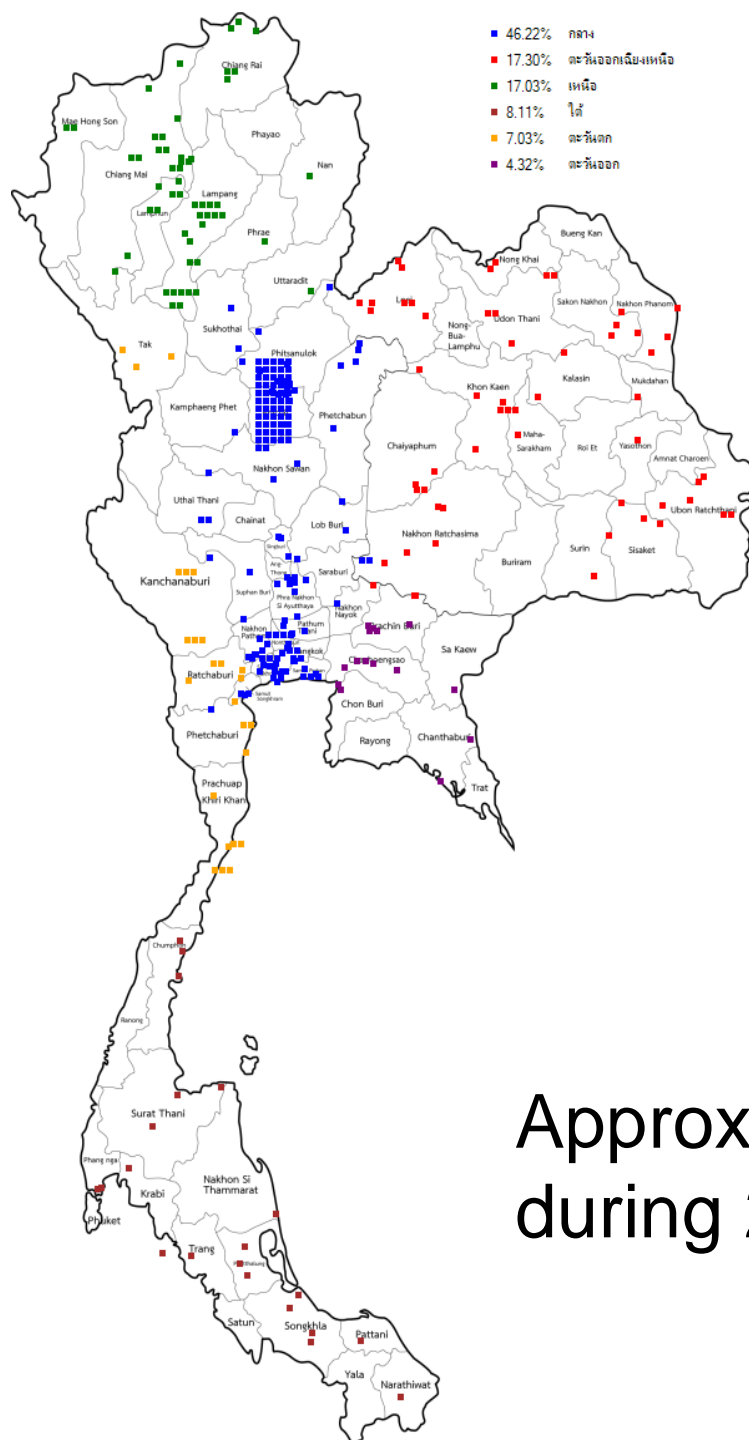 46.22% กลาง
17.30% ตะวันออกเฉียงเหนือ
17.03% เหนือ
8.11% ใต้
7.03% ตะวันตก
4.32% ตะวันออก
Chiang Rai
Mae Hong Son
Phayao
Nan
Chiang Mai
Lampang
Lamphun
Phrae
Uttaradit
Bueng Kan
Nong Khai
Loei
Udon Thani
Sakon Nakhon
Nakhon Phanom
Nong-
Bua-
Lamphu
Sukhothai
Tak
Phitsanulok
Kamphaeng Phet
Phetchabun
Khon Kaen
Kalasin
Mukdahan
Chaiyaphum
Maha-
Sarakham
Roi Et
Yasothon
Amnat Charoen
Nakhon Sawan
Uthai Thani
Chainat
Lob Buri
Nakhon Ratchasima
Buriram
Surin
Sisaket
Ubon Ratchthani
Singburi
Ang-
Thong
Saraburi
Kanchanaburi
Suphan Buri
Phra Nakhon
Si Ayutthaya
Nakhon
Nayok
Nakhon
Pathom
Pathum
Thani
Prachin Buri
Sa Kaew
Bangkok
Chachoengsao
Ratchaburi
Samut
Songkhram
Chon Buri
Phetchaburi
Rayong
Chanthaburi
Trat
Prachuap
Khiri Khan
Chumphon
Ranong
Surat Thani
Phang nga
Krabi
Nakhon Si
Thammarat
Phuket
Trang
Phatthalung
Satun
Songkhla
Pattani
Yala
Narathiwat
Approx
during